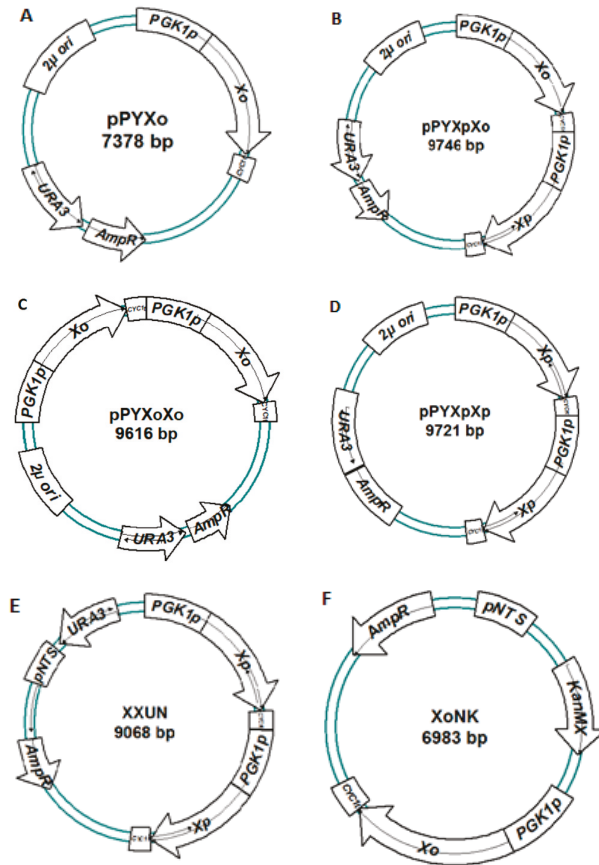 A
2μ ori
PGK1p
Xo
CYC1t
AmpR
URA3
pPYXo
7378 bp
B
2μ ori
PGK1p
Xo
PGK1p
Xp
AmpR
URA3
pPYXpXo
9746 bp
C
PGK1p
Xo
CYC1t
PGK1p
Xo
AmpR
URA3
2μ ori
pPYXoXo
9616 bp
D
2μ ori
PGK1p
Xp
PGK1p
Xp
AmpR
URA3
pPYXpXp
9721 bp
E
URA3
PGK1p
Xp
PGK1p
Xp
CYC1t
AmpR
pNTS
XXUN
9068 bp
F
AmpR
pNTS
KanMX
PGK1p
Xo
CYC1t
XoNK
6983 bp